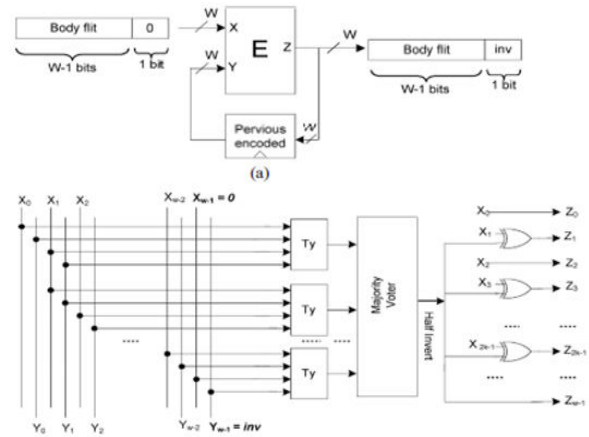 Body flit 0
W-1 bits 1 bit
W
W
X
Y
E
Z
W
W
Body flit inv
W-1 bits 1 bit
Pervious
encoded
(a)
X0 X1 X2 Xw-2 Xw-1 = 0
Ty
Ty
Ty
Majority
Voter
Half Invert
Z0
X1 Z1
X2 Z2
X3 Z3
..... .....
X2k-1 Z2k-1
.... ....
Zw-1
.... .... ....
Y0 Y1 Y2 Yw-2 Yw-1 = inv